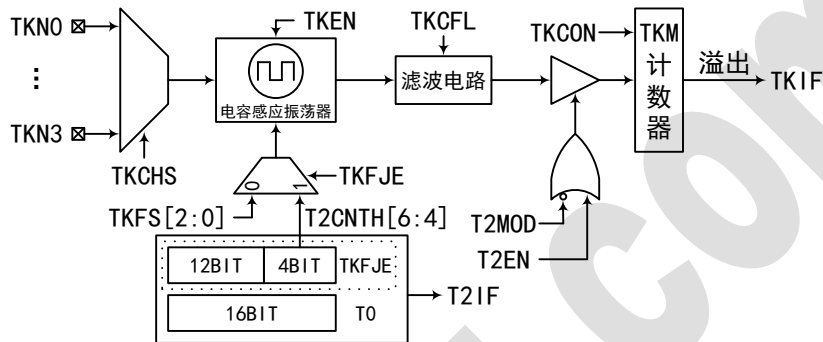 TKN0
TKEN
TKCFL
TKCON
TKM
计
数
器
溢出
TKIF
⋮
电容感应振荡器
滤波电路
TKN3
TKCHS
0
1
TKFJE
TKFS[2:0]
T2CNTH[6:4]
T2MOD
T2EN
12BIT
4BIT
TKFJE
T2IF
16BIT
T0
com